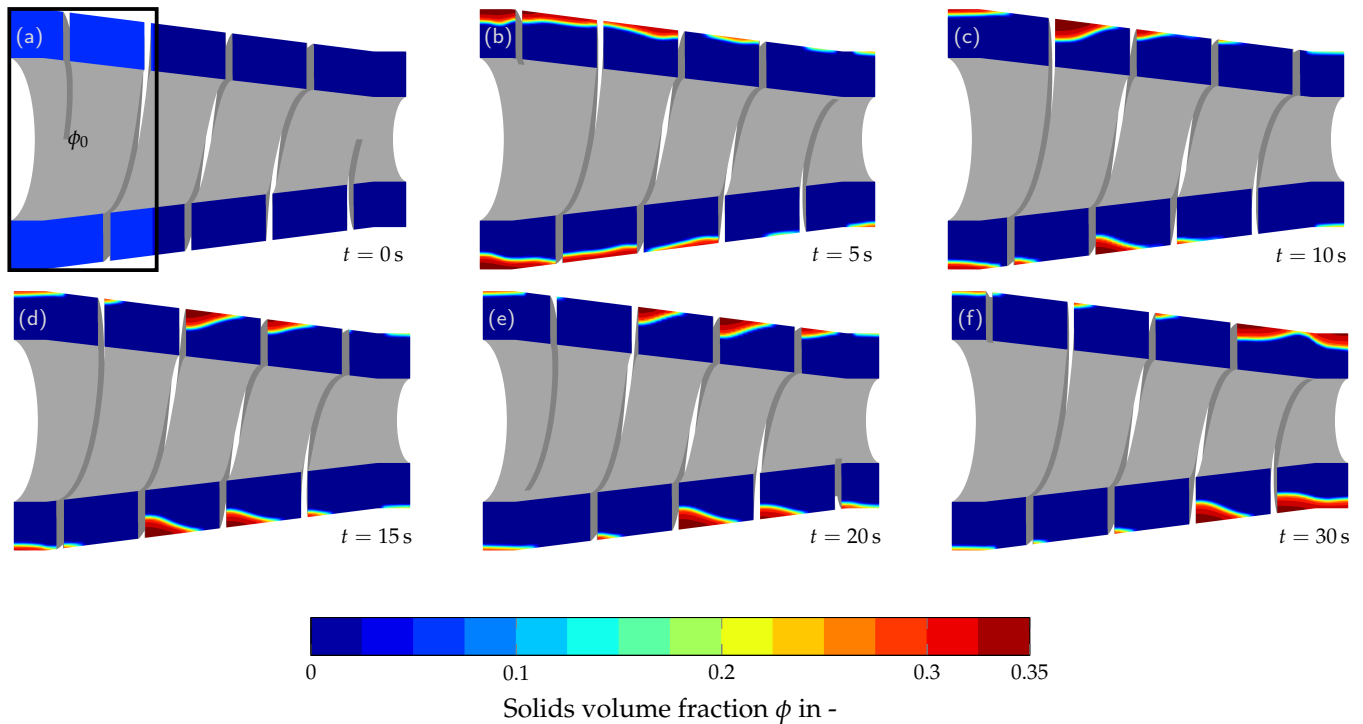 (a)
ϕ₀
t = 0 s
(b)
t = 5 s
(c)
t = 10 s
(d)
t = 15 s
(e)
t = 20 s
(f)
t = 30 s
0 0.1 0.2 0.3 0.35
Solids volume fraction ϕ in -